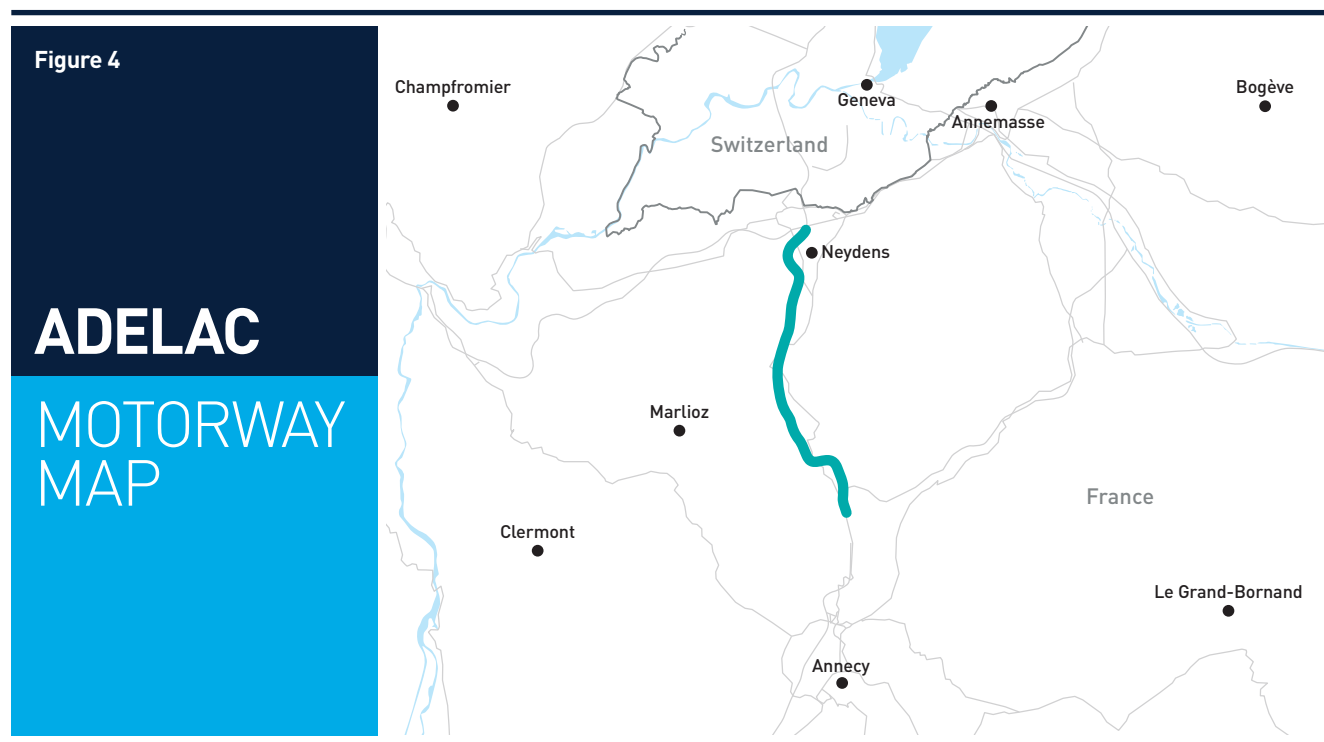 Figure 4
ADELAC
MOTORWAY
MAP
Champfromier
Geneva
Annemasse
Bogève
Switzerland
Neydens
Marlioz
France
Clermont
Le Grand-Bornand
Annecy